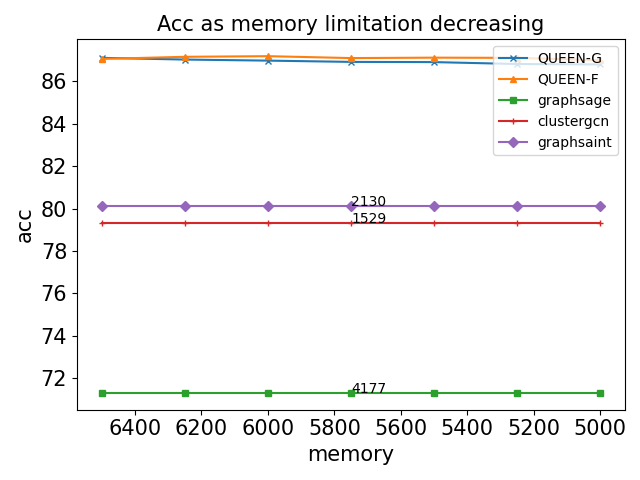 Acc as memory limitation decreasing
QUEEN-G
QUEEN-F
graphsage
clustergcn
graphsaint
acc
86
84
82
80
78
76
74
72
2130
1529
4177
6400 6200 6000 5800 5600 5400 5200 5000
memory